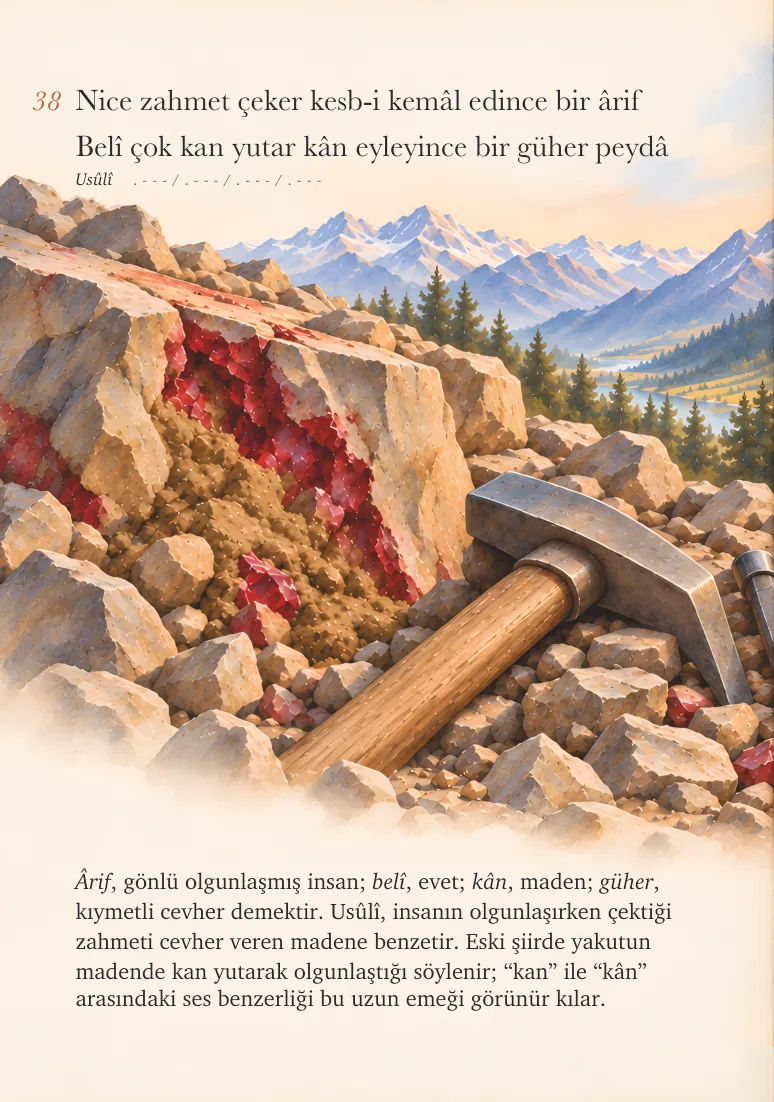 38 Nice zahmet çeker kesb-i kemâl edince bir ârif
Belî çok kan yutar kân eyleyince bir güher peydâ
Usûlî . - - - / . - - - / . - - - / . - - -
Ârif, gönlü olgunlaşmış insan; belî, evet; kân, maden; güher,
kıymetli cevher demektir. Usûlî, insanın olgunlaşırken çektiği
zahmeti cevher veren madene benzetir. Eski şiirde yakutun
madende kan yutarak olgunlaştığı söylenir; “kan” ile “kân”
arasındaki ses benzerliği bu uzun emeği görünür kılar.